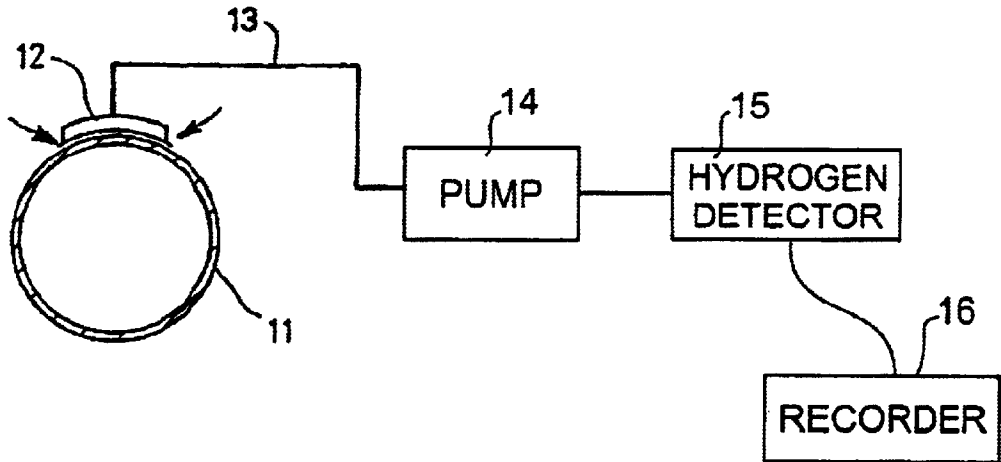 12
13
14
PUMP
15
HYDROGEN
DETECTOR
11
16
RECORDER